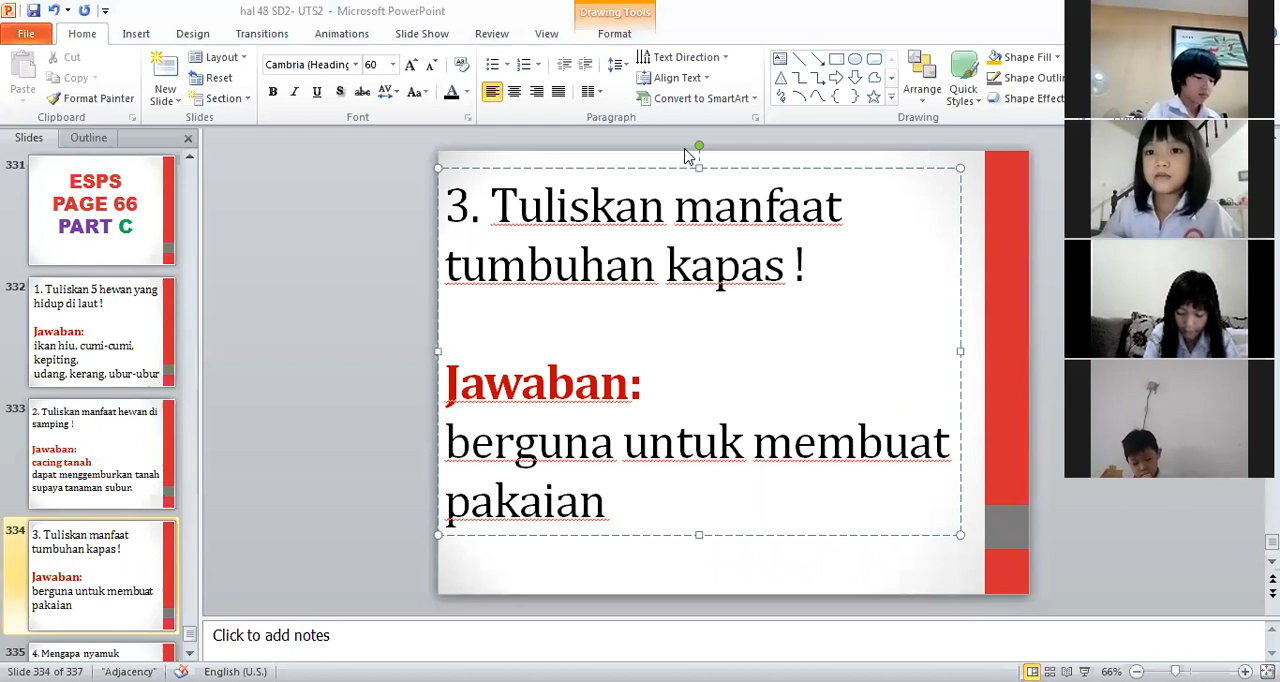 hal 48 SD2- UTS2 - Microsoft PowerPoint
Drawing Tools
File Home Insert Design Transitions Animations Slide Show Review View Format
Paste
Cut
Copy
Format Painter
Clipboard
New Slide
Layout
Reset
Section
Slides
Cambria (Headings) 60
B I U S abc AV Aa A
Font
Text Direction
Align Text
Convert to SmartArt
Paragraph
Arrange
Quick Styles
Shape Fill
Shape Outli
Shape Effect
Drawing
Slides Outline
331
ESPS
PAGE 66
PART C
332
1. Tuliskan 5 hewan yang
hidup di laut !
Jawaban:
ikan hiu, cumi-cumi,
kepiting,
udang, kerang, ubur-ubur
333
2. Tuliskan manfaat hewan di
samping !
Jawaban:
cacing tanah
dapat menggemburkan tanah
supaya tanaman subur.
334
3. Tuliskan manfaat
tumbuhan kapas !
Jawaban:
berguna untuk membuat
pakaian
335
4. Mengapa nyamuk
3. Tuliskan manfaat
tumbuhan kapas !
Jawaban:
berguna untuk membuat
pakaian
Click to add notes
Slide 334 of 337 "Adjacency" English (U.S.) 66%